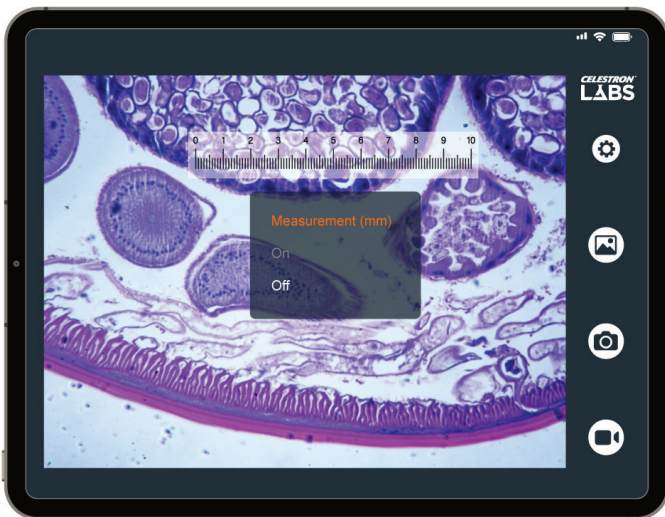 CELESTRON
LABS
0 1 2 3 4 5 6 7 8 9 10
Measurement (mm)
On
Off